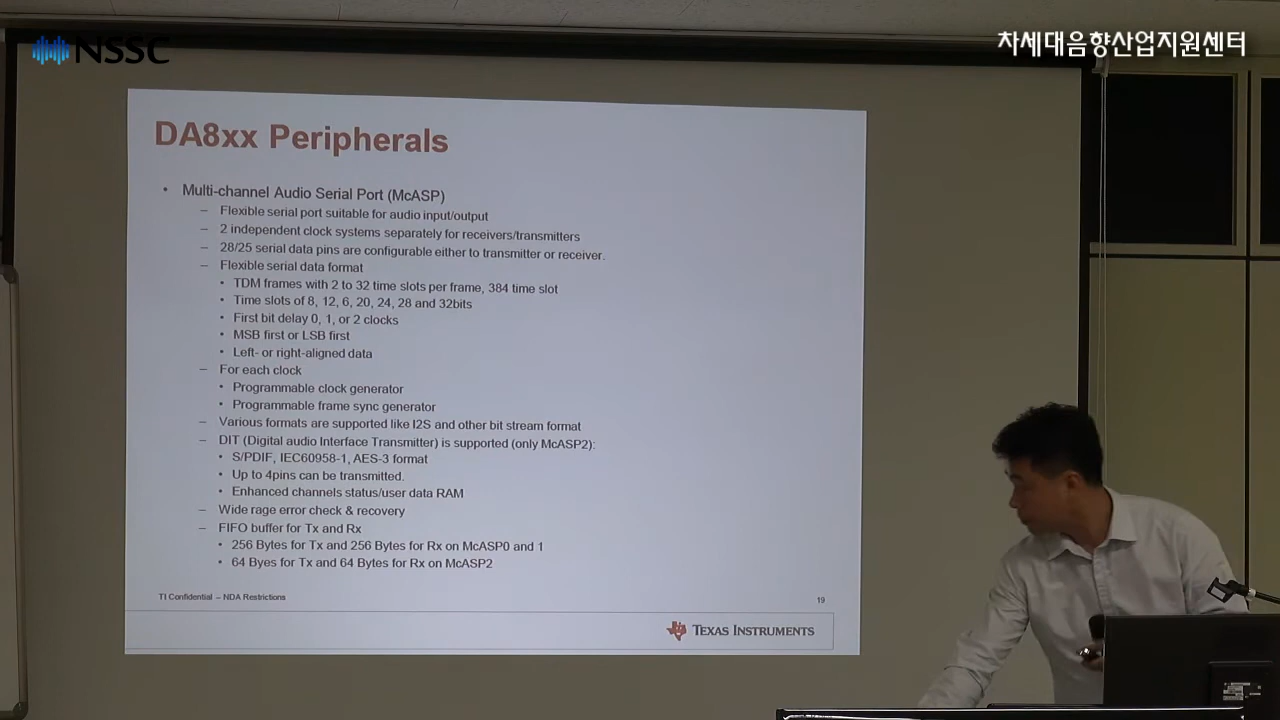 NSSC
차세대음향산업지원센터
DA8xx Peripherals
• Multi-channel Audio Serial Port (McASP)
– Flexible serial port suitable for audio input/output
– 2 independent clock systems separately for receivers/transmitters
– 28/25 serial data pins are configurable either to transmitter or receiver.
– Flexible serial data format
• TDM frames with 2 to 32 time slots per frame, 384 time slot
• Time slots of 8, 12, 6, 20, 24, 28 and 32bits
• First bit delay 0, 1, or 2 clocks
• MSB first or LSB first
• Left- or right-aligned data
– For each clock
• Programmable clock generator
• Programmable frame sync generator
– Various formats are supported like I2S and other bit stream format
– DIT (Digital audio Interface Transmitter) is supported (only McASP2):
• S/PDIF, IEC60958-1, AES-3 format
• Up to 4pins can be transmitted.
• Enhanced channels status/user data RAM
– Wide rage error check & recovery
– FIFO buffer for Tx and Rx
• 256 Bytes for Tx and 256 Bytes for Rx on McASP0 and 1
• 64 Byes for Tx and 64 Bytes for Rx on McASP2
TI Confidential – NDA Restrictions
19
TEXAS INSTRUMENTS